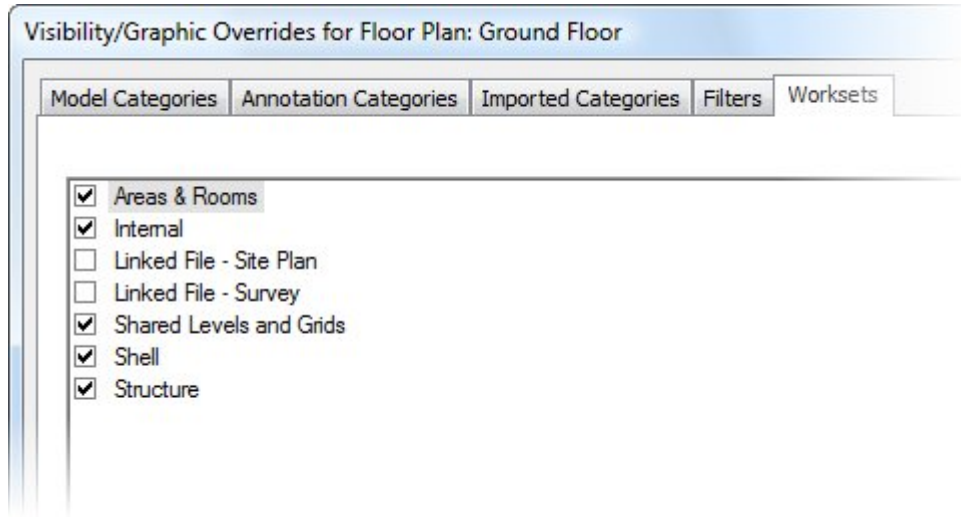 Visibility/Graphic Overrides for Floor Plan: Ground Floor
Model Categories Annotation Categories Imported Categories Filters Worksets
Areas & Rooms
Internal
Linked File - Site Plan
Linked File - Survey
Shared Levels and Grids
Shell
Structure